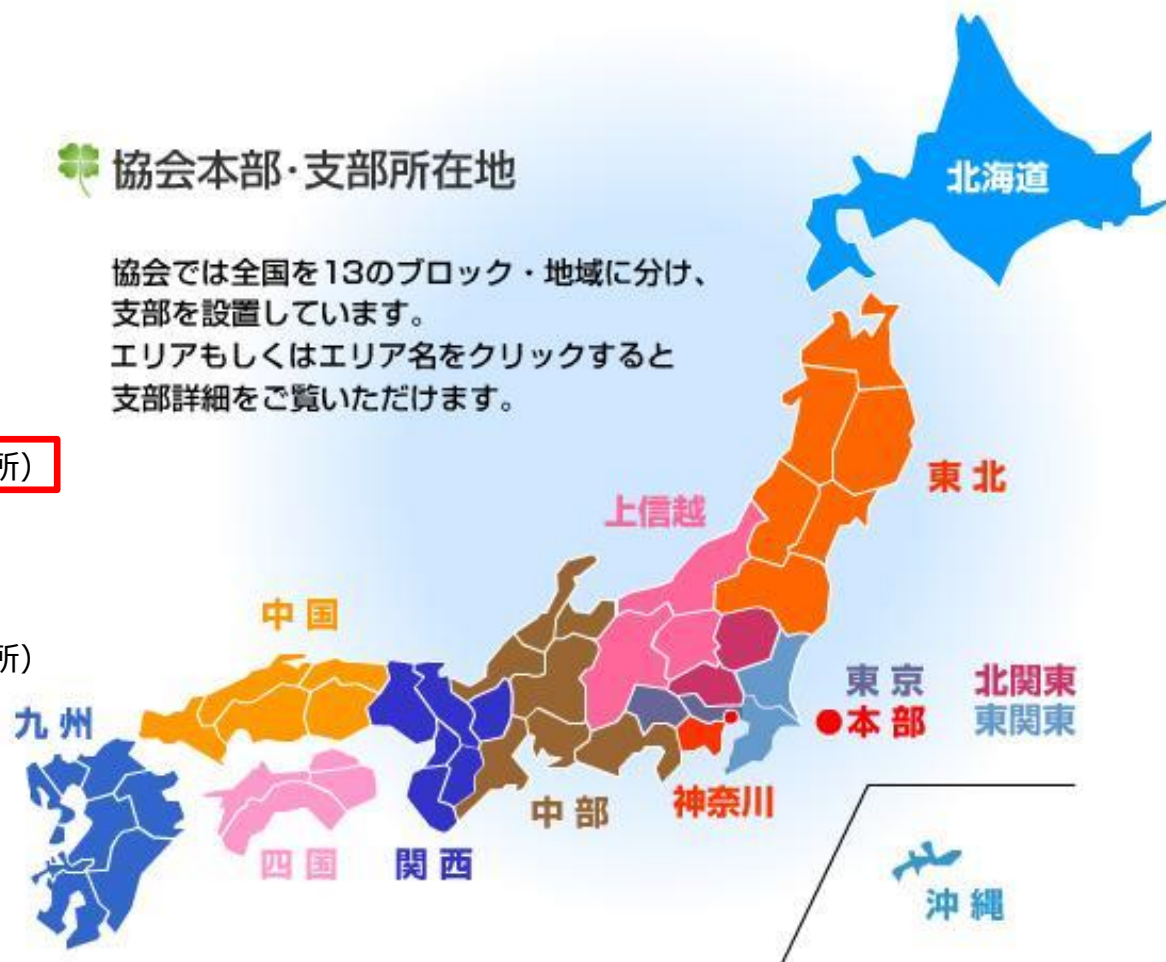 協会本部・支部所在地
協会では全国を13のブロック・地域に分け、
支部を設置しています。
エリアもしくはエリア名をクリックすると
支部詳細をご覧いただけます。
北海道
所）
東北
上信越
中国
所）
東京 北関東
九州
●本部 東関東
神奈川
中部
四国
関西
沖縄